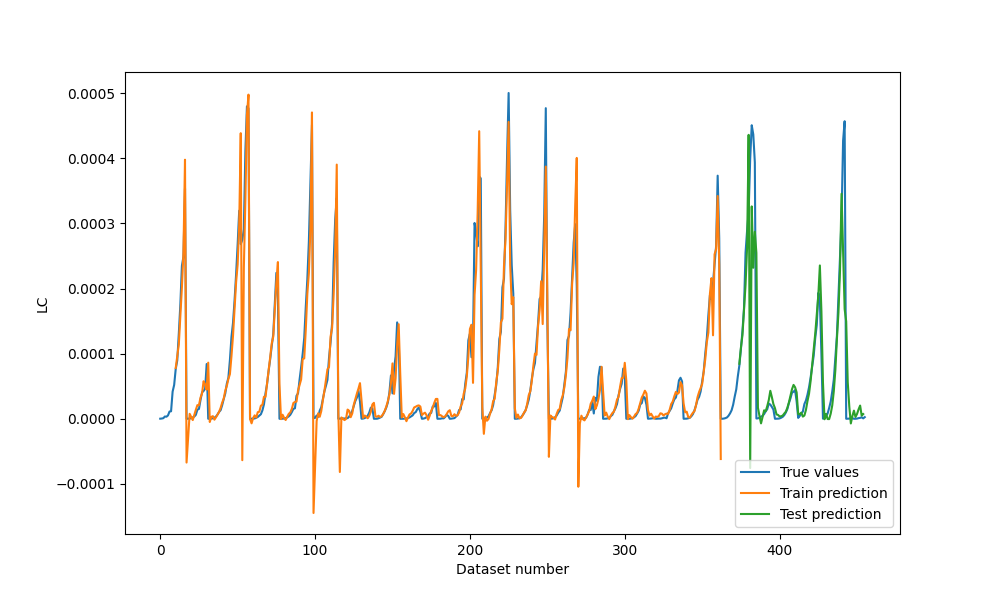 0.0005
0.0004
0.0003
0.0002
0.0001
0.0000
−0.0001
LC
0
100
200
300
400
Dataset number
True values
Train prediction
Test prediction